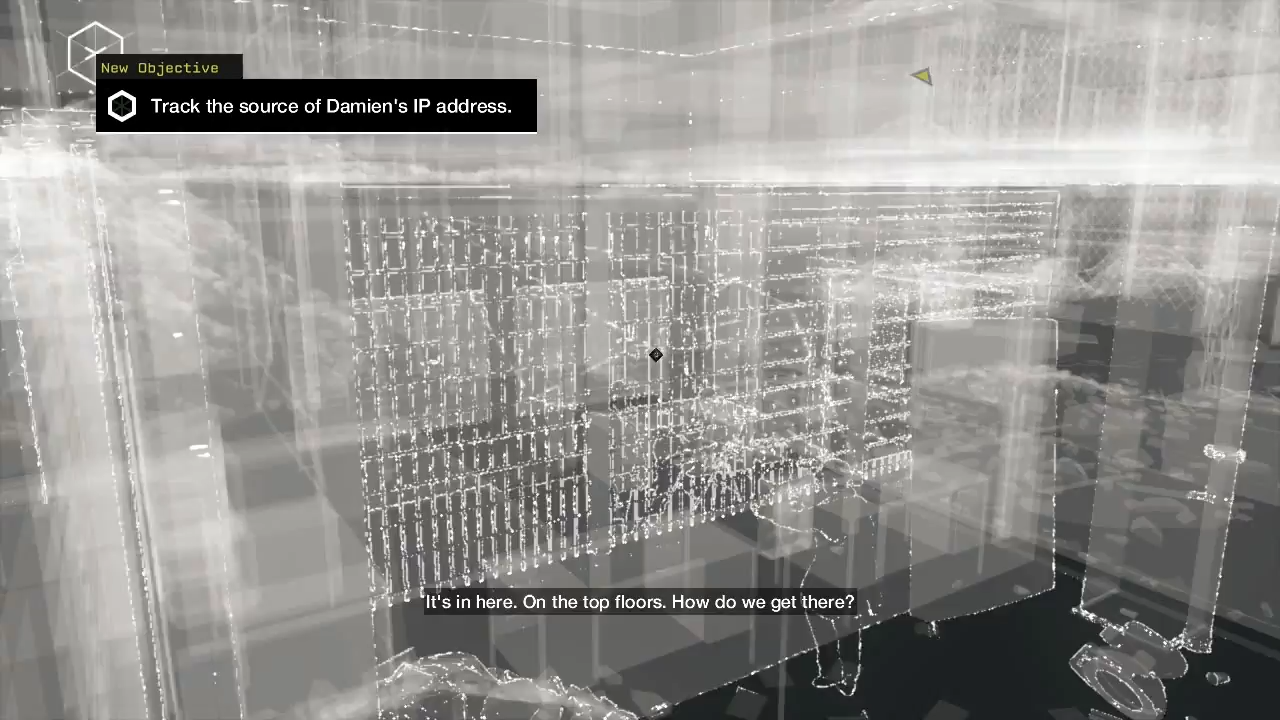 New Objective
Track the source of Damien's IP address.
It's in here. On the top floors. How do we get there?